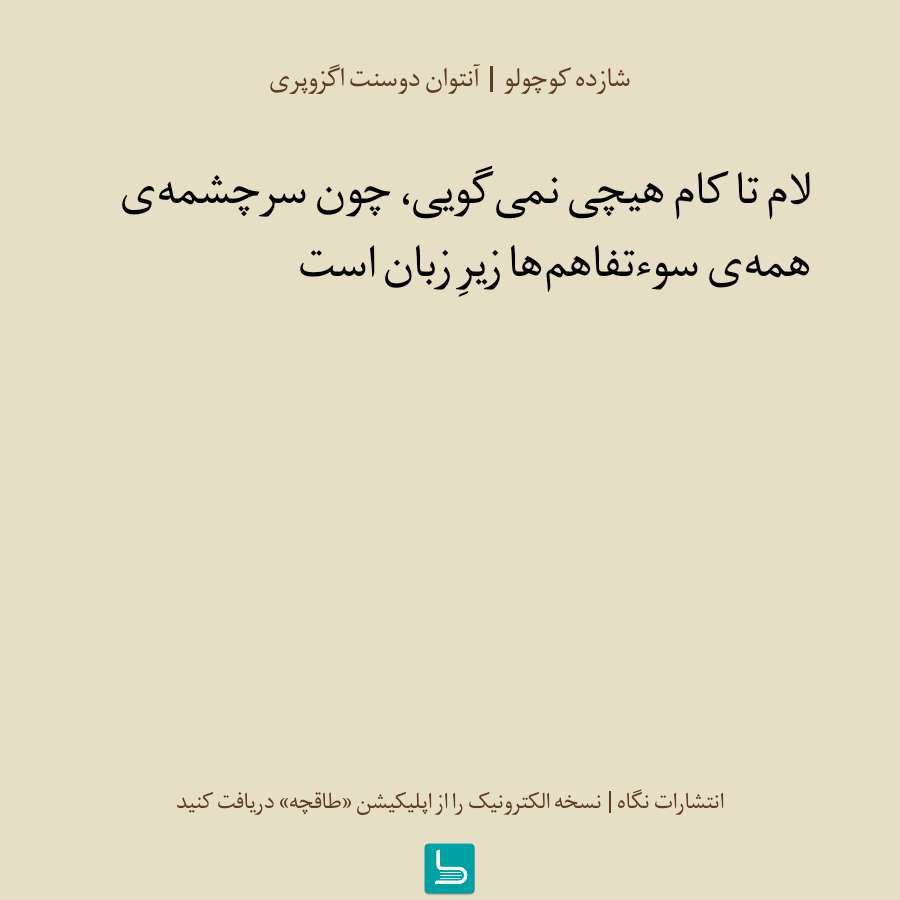 شازده کوچولو | آنتوان دوسنت اگزوپری
لام تا کام هیچی نمی‌گویی، چون سرچشمه‌ی
همه‌ی سوءتفاهم‌ها زیرِ زبان است
انتشارات نگاه | نسخه الکترونیک را از اپلیکیشن «طاقچه» دریافت کنید